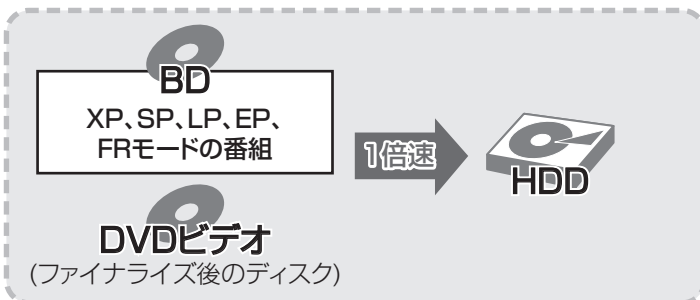 BD
XP、SP、LP、EP、
FRモードの番組
1倍速
HDD
DVDビデオ
(ファイナライズ後のディスク)